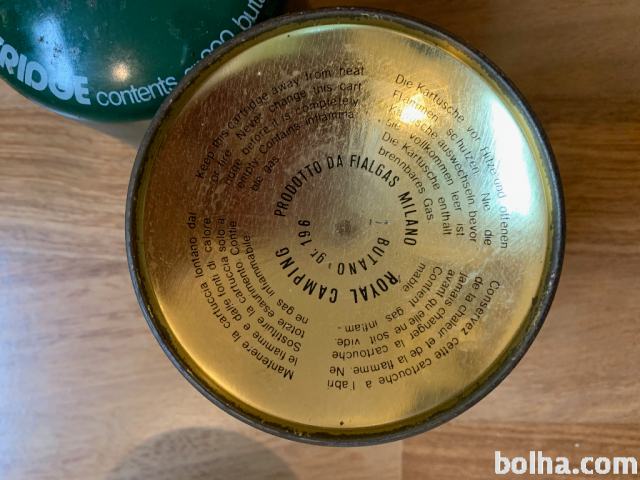 RIDGE contents
Keep this cartridge away from heat
or fire. Never change this cart
ridge before it is completely
empty. Contains inflamma
ble gas.
Die Kartusche vor Hitze und offenen
Flammen schützen. Nie die
Kartusche auswechseln, bevor
sie vollkommen leer ist.
Die Kartusche enthält
brennbares Gas
PRODOTTO DA FIALGAS MILANO
BUTANO gr. 166
ROYAL CAMPING
Mantenere la cartuccia lontano dal
le fiamme e dalle fonti di calore.
Sostituire la cartuccia solo a
totale esaurimento. Contie
ne gas infiammabile
Conservez cette cartouche a l'abri
de la chaleur et de la flamme. Ne
jamais changer la cartouche
avant qu'elle ne soit vide.
Contient gas inflam-
mable
bolha.com